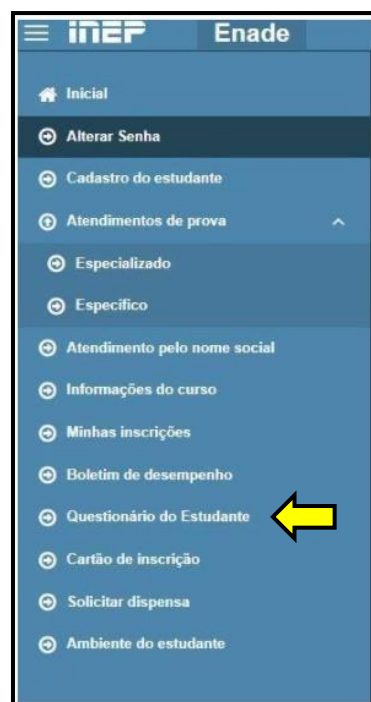 inep Enade
Inicial
Alterar Senha
Cadastro do estudante
Atendimentos de prova
Especializado
Específico
Atendimento pelo nome social
Informações do curso
Minhas inscrições
Boletim de desempenho
Questionário do Estudante
Cartão de inscrição
Solicitar dispensa
Ambiente do estudante